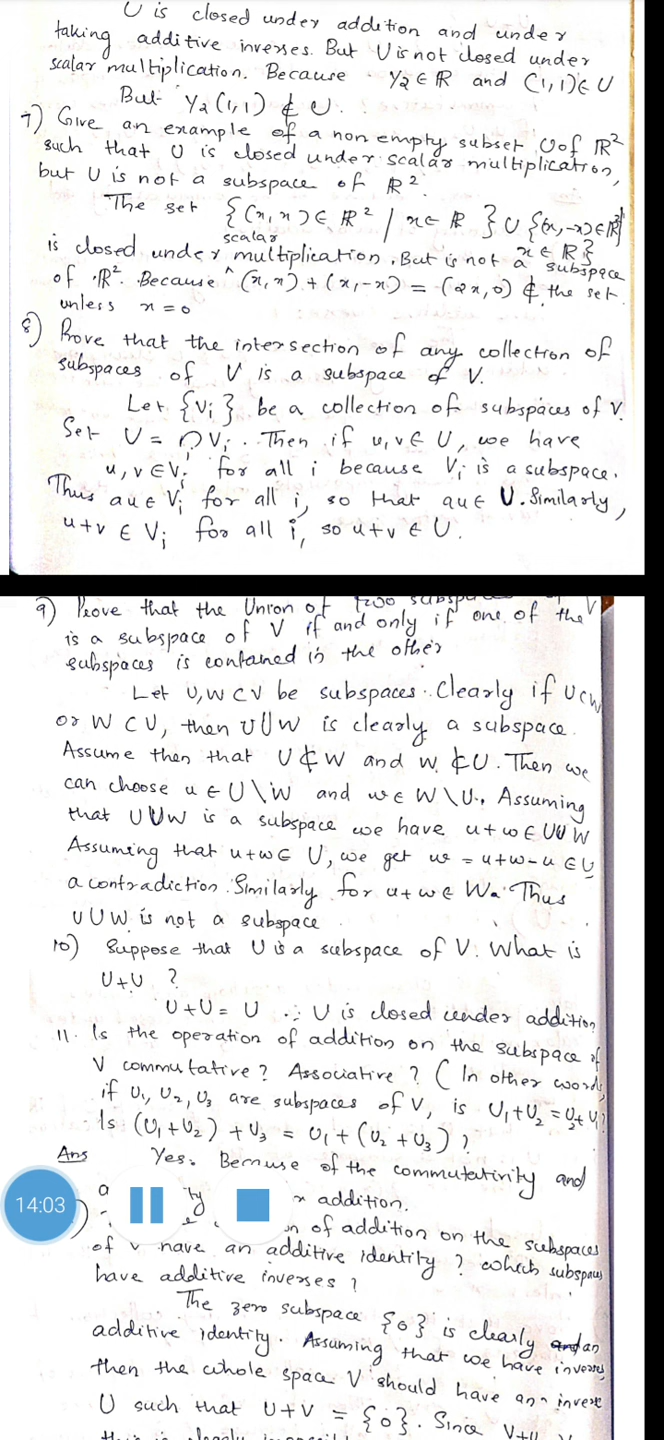 U is closed under addition and under
taking additive inverses. But U is not closed under
scalar multiplication. Because Y2 ∈ ℝ and (1,1) ∈ U
But Y2 (1,1) ∉ U.
7) Give an example of a non empty subset U of ℝ²
such that U is closed under scalar multiplication,
but U is not a subspace of ℝ².
The set {(x,x) ∈ ℝ² / x ∈ ℝ } ∪ {(x,-x) ∈ ℝ² / x ∈ ℝ}
is closed under scalar multiplication. But is not a subspace
of ℝ². Because (x,x) + (x,-x) = (2x,0) ∉ the set
unless x = 0
8) Prove that the intersection of any collection of
subspaces of V is a subspace of V.
Let {Vi} be a collection of subspaces of V.
Set U = ∩ Vi. Then if u,v ∈ U, we have
u, v ∈ Vi for all i because Vi is a subspace.
Thus au ∈ Vi for all i, so that au ∈ U. Similarly,
u+v ∈ Vi for all i, so u+v ∈ U.
9) Prove that the Union of two V
is a subspace of V if and only if one of the
subspaces is contained in the other
Let U,W ⊂ V be subspaces. Clearly if U ⊂ W
or W ⊂ U, then U∪W is clearly a subspace.
Assume then that U ⊄ W and W ⊄ U. Then we
can choose u ∈ U\W and w ∈ W\U. Assuming
that U∪W is a subspace we have u+w ∈ U∪W
Assuming that u+w ∈ U, we get w = u+w-u ∈ U
a contradiction. Similarly for u+w ∈ W. Thus
U∪W is not a subspace
10) Suppose that U is a subspace of V. What is
U+U ?
U+U = U ∴ U is closed under addition
11. Is the operation of addition on the subspace of
V commutative ? Associative ? ( In other words,
if U1, U2, U3 are subspaces of V, is U1+U2 = U2+U1?
Is (U1+U2) + U3 = U1 + (U2+U3) ?
Ans Yes. Because of the commutativity and
addition.
14:03
of addition on the subspaces
of V have an additive identity ? which subspaces
have additive inverses ?
The zero subspace {0} is clearly an
additive identity. Assuming that we have inverses,
then the whole space V should have an inverse
U such that U+V = {0}. Since V+U